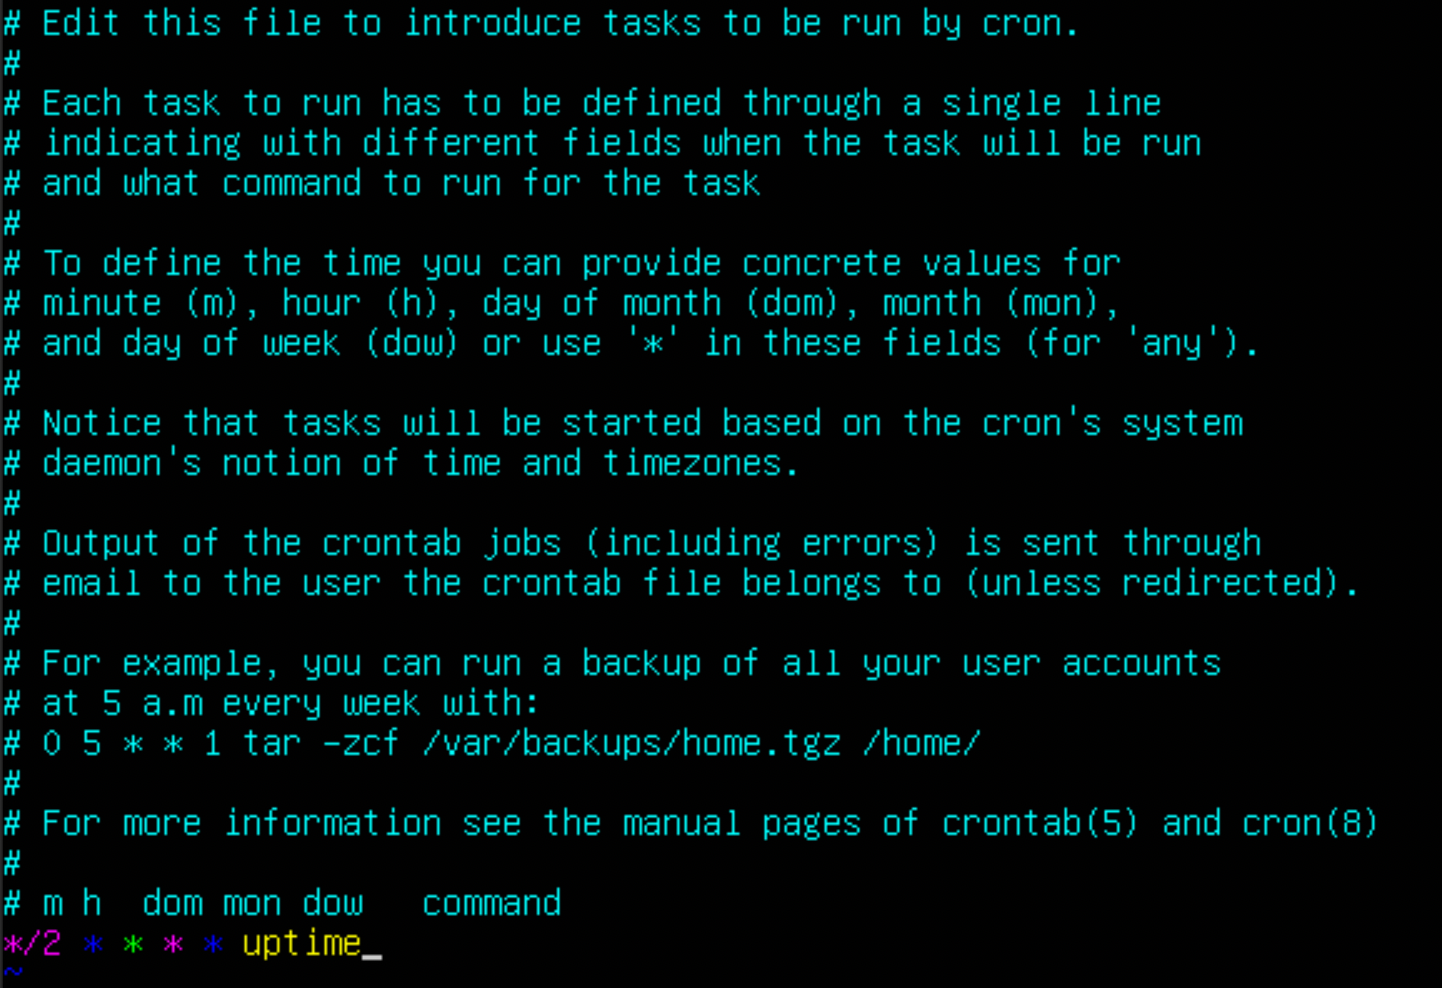 # Edit this file to introduce tasks to be run by cron.
#
# Each task to run has to be defined through a single line
# indicating with different fields when the task will be run
# and what command to run for the task
#
# To define the time you can provide concrete values for
# minute (m), hour (h), day of month (dom), month (mon),
# and day of week (dow) or use '*' in these fields (for 'any').
#
# Notice that tasks will be started based on the cron's system
# daemon's notion of time and timezones.
#
# Output of the crontab jobs (including errors) is sent through
# email to the user the crontab file belongs to (unless redirected).
#
# For example, you can run a backup of all your user accounts
# at 5 a.m every week with:
# 0 5 * * 1 tar -zcf /var/backups/home.tgz /home/
#
# For more information see the manual pages of crontab(5) and cron(8)
#
# m h  dom mon dow   command
*/2 * * * * uptime_
~